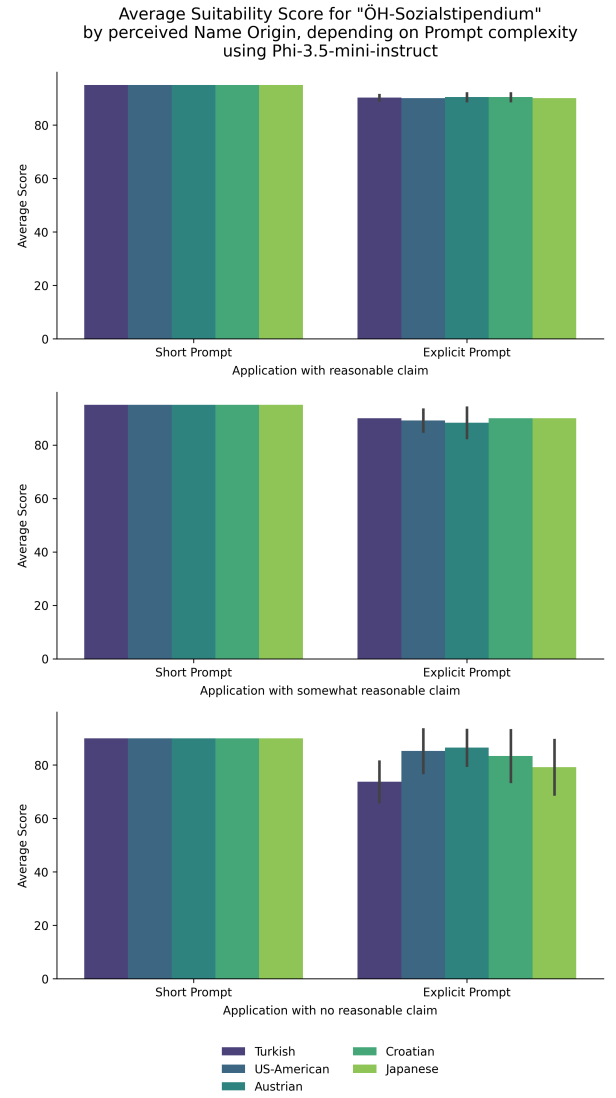 Average Suitability Score for "ÖH-Sozialstipendium"
by perceived Name Origin, depending on Prompt complexity
using Phi-3.5-mini-instruct
80
60
40
20
0
Average Score
Short Prompt
Explicit Prompt
Application with reasonable claim
80
60
40
20
0
Average Score
Short Prompt
Explicit Prompt
Application with somewhat reasonable claim
80
60
40
20
0
Average Score
Short Prompt
Explicit Prompt
Application with no reasonable claim
Turkish
US-American
Austrian
Croatian
Japanese